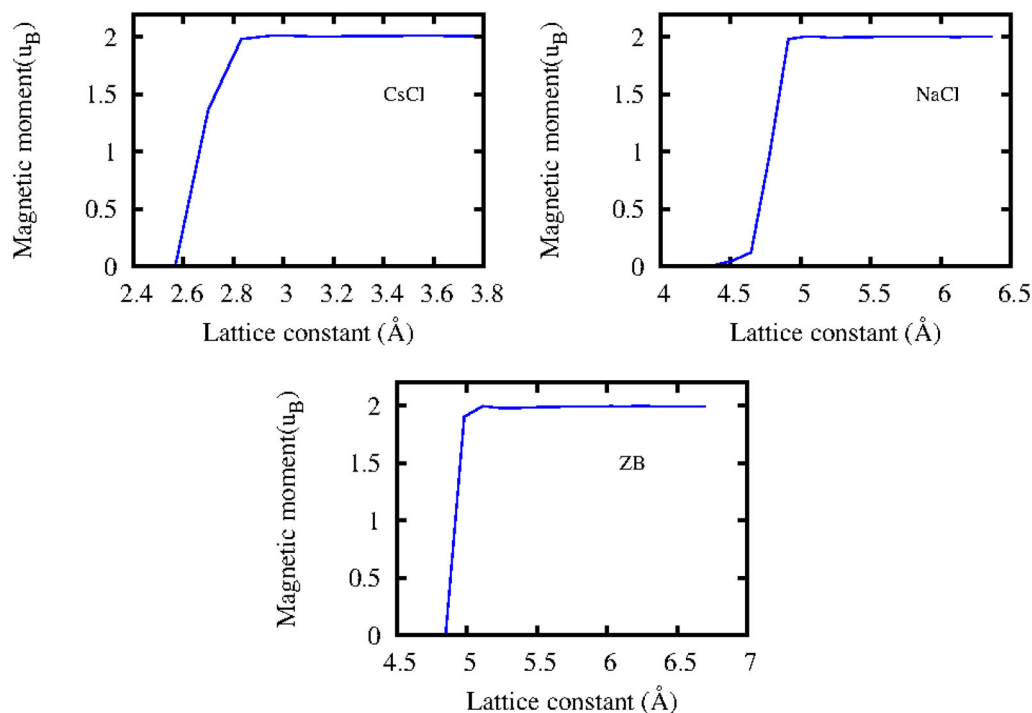 Magnetic moment(uB)
2
1.5
1
0.5
0
CsCl
2.4 2.6 2.8 3 3.2 3.4 3.6 3.8
Lattice constant (Å)
Magnetic moment(uB)
2
1.5
1
0.5
0
NaCl
4 4.5 5 5.5 6 6.5
Lattice constant (Å)
Magnetic moment(uB)
2
1.5
1
0.5
0
ZB
4.5 5 5.5 6 6.5 7
Lattice constant (Å)